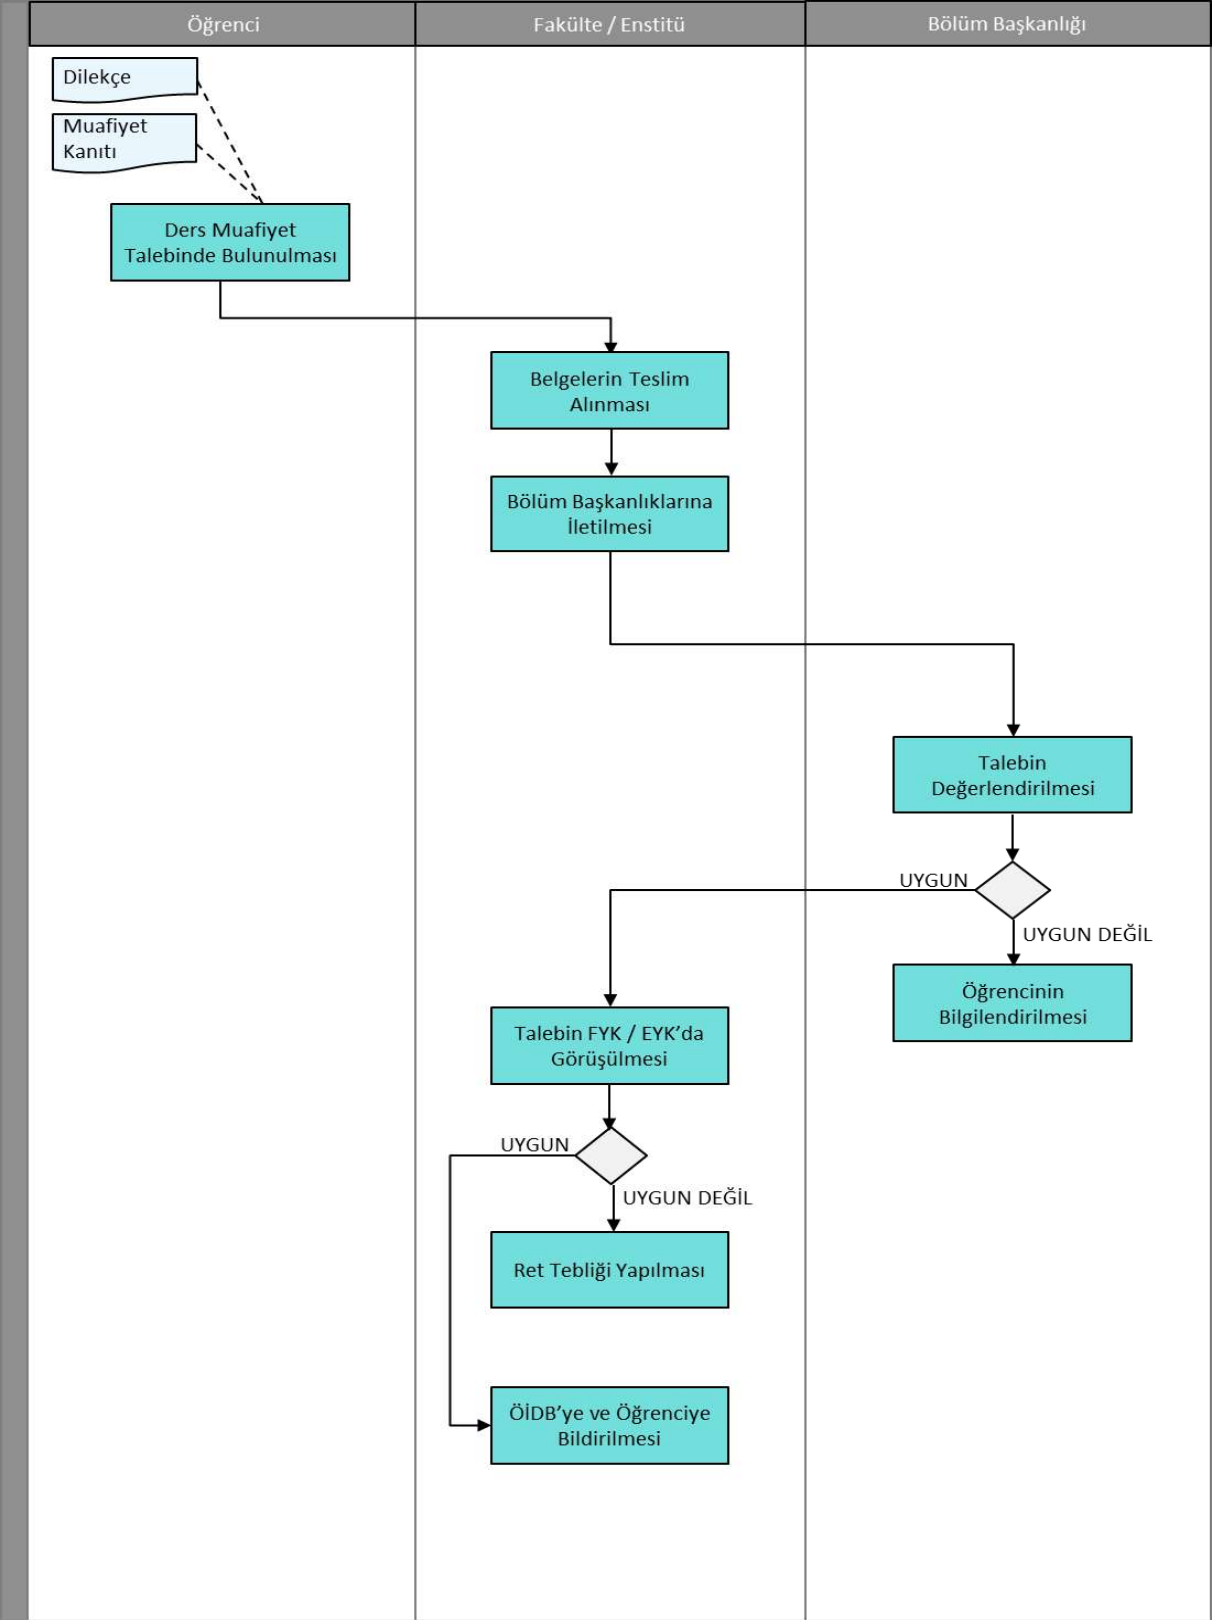 Öğrenci
Fakülte / Enstitü
Bölüm Başkanlığı
Dilekçe
Muafiyet
Kanıtı
Ders Muafiyet
Talebinde Bulunulması
Belgelerin Teslim
Alınması
Bölüm Başkanlıklarına
İletilmesi
Talebin
Değerlendirilmesi
UYGUN
UYGUN DEĞİL
Öğrencinin
Bilgilendirilmesi
Talebin FYK / EYK’da
Görüşülmesi
UYGUN
UYGUN DEĞİL
Ret Tebliği Yapılması
ÖİDB’ye ve Öğrenciye
Bildirilmesi